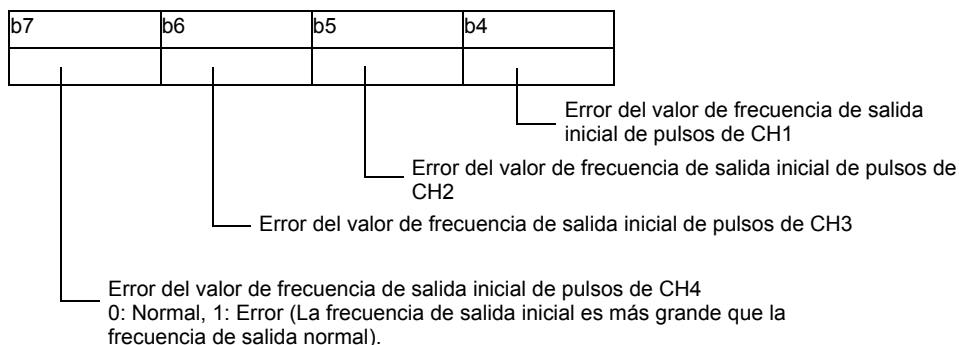 b7 b6 b5 b4
Error del valor de frecuencia de salida
inicial de pulsos de CH1
Error del valor de frecuencia de salida inicial de pulsos de
CH2
Error del valor de frecuencia de salida inicial de pulsos de CH3
Error del valor de frecuencia de salida inicial de pulsos de CH4
0: Normal, 1: Error (La frecuencia de salida inicial es más grande que la
frecuencia de salida normal).